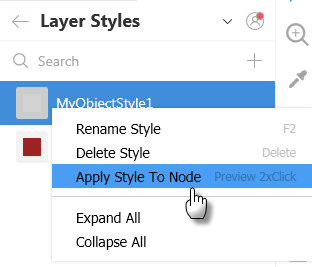 Layer Styles
Search
MyObjectStyle1
Rename Style F2
Delete Style Delete
Apply Style To Node Preview 2xClick
Expand All
Collapse All